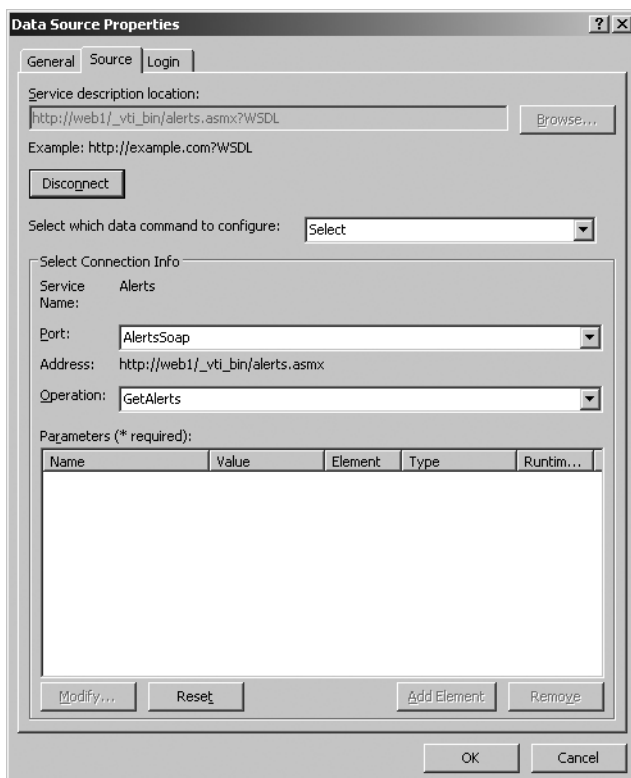 Data Source Properties
General Source Login
Service description location:
http://web1/_vti_bin/alerts.asmx?WSDL
Browse...
Example: http://example.com?WSDL
Disconnect
Select which data command to configure:
Select
Select Connection Info
Service Name:
Alerts
Port:
AlertsSoap
Address:
http://web1/_vti_bin/alerts.asmx
Operation:
GetAlerts
Parameters (* required):
Name Value Element Type Runtim...
Modify... Reset Add Element Remove
OK Cancel